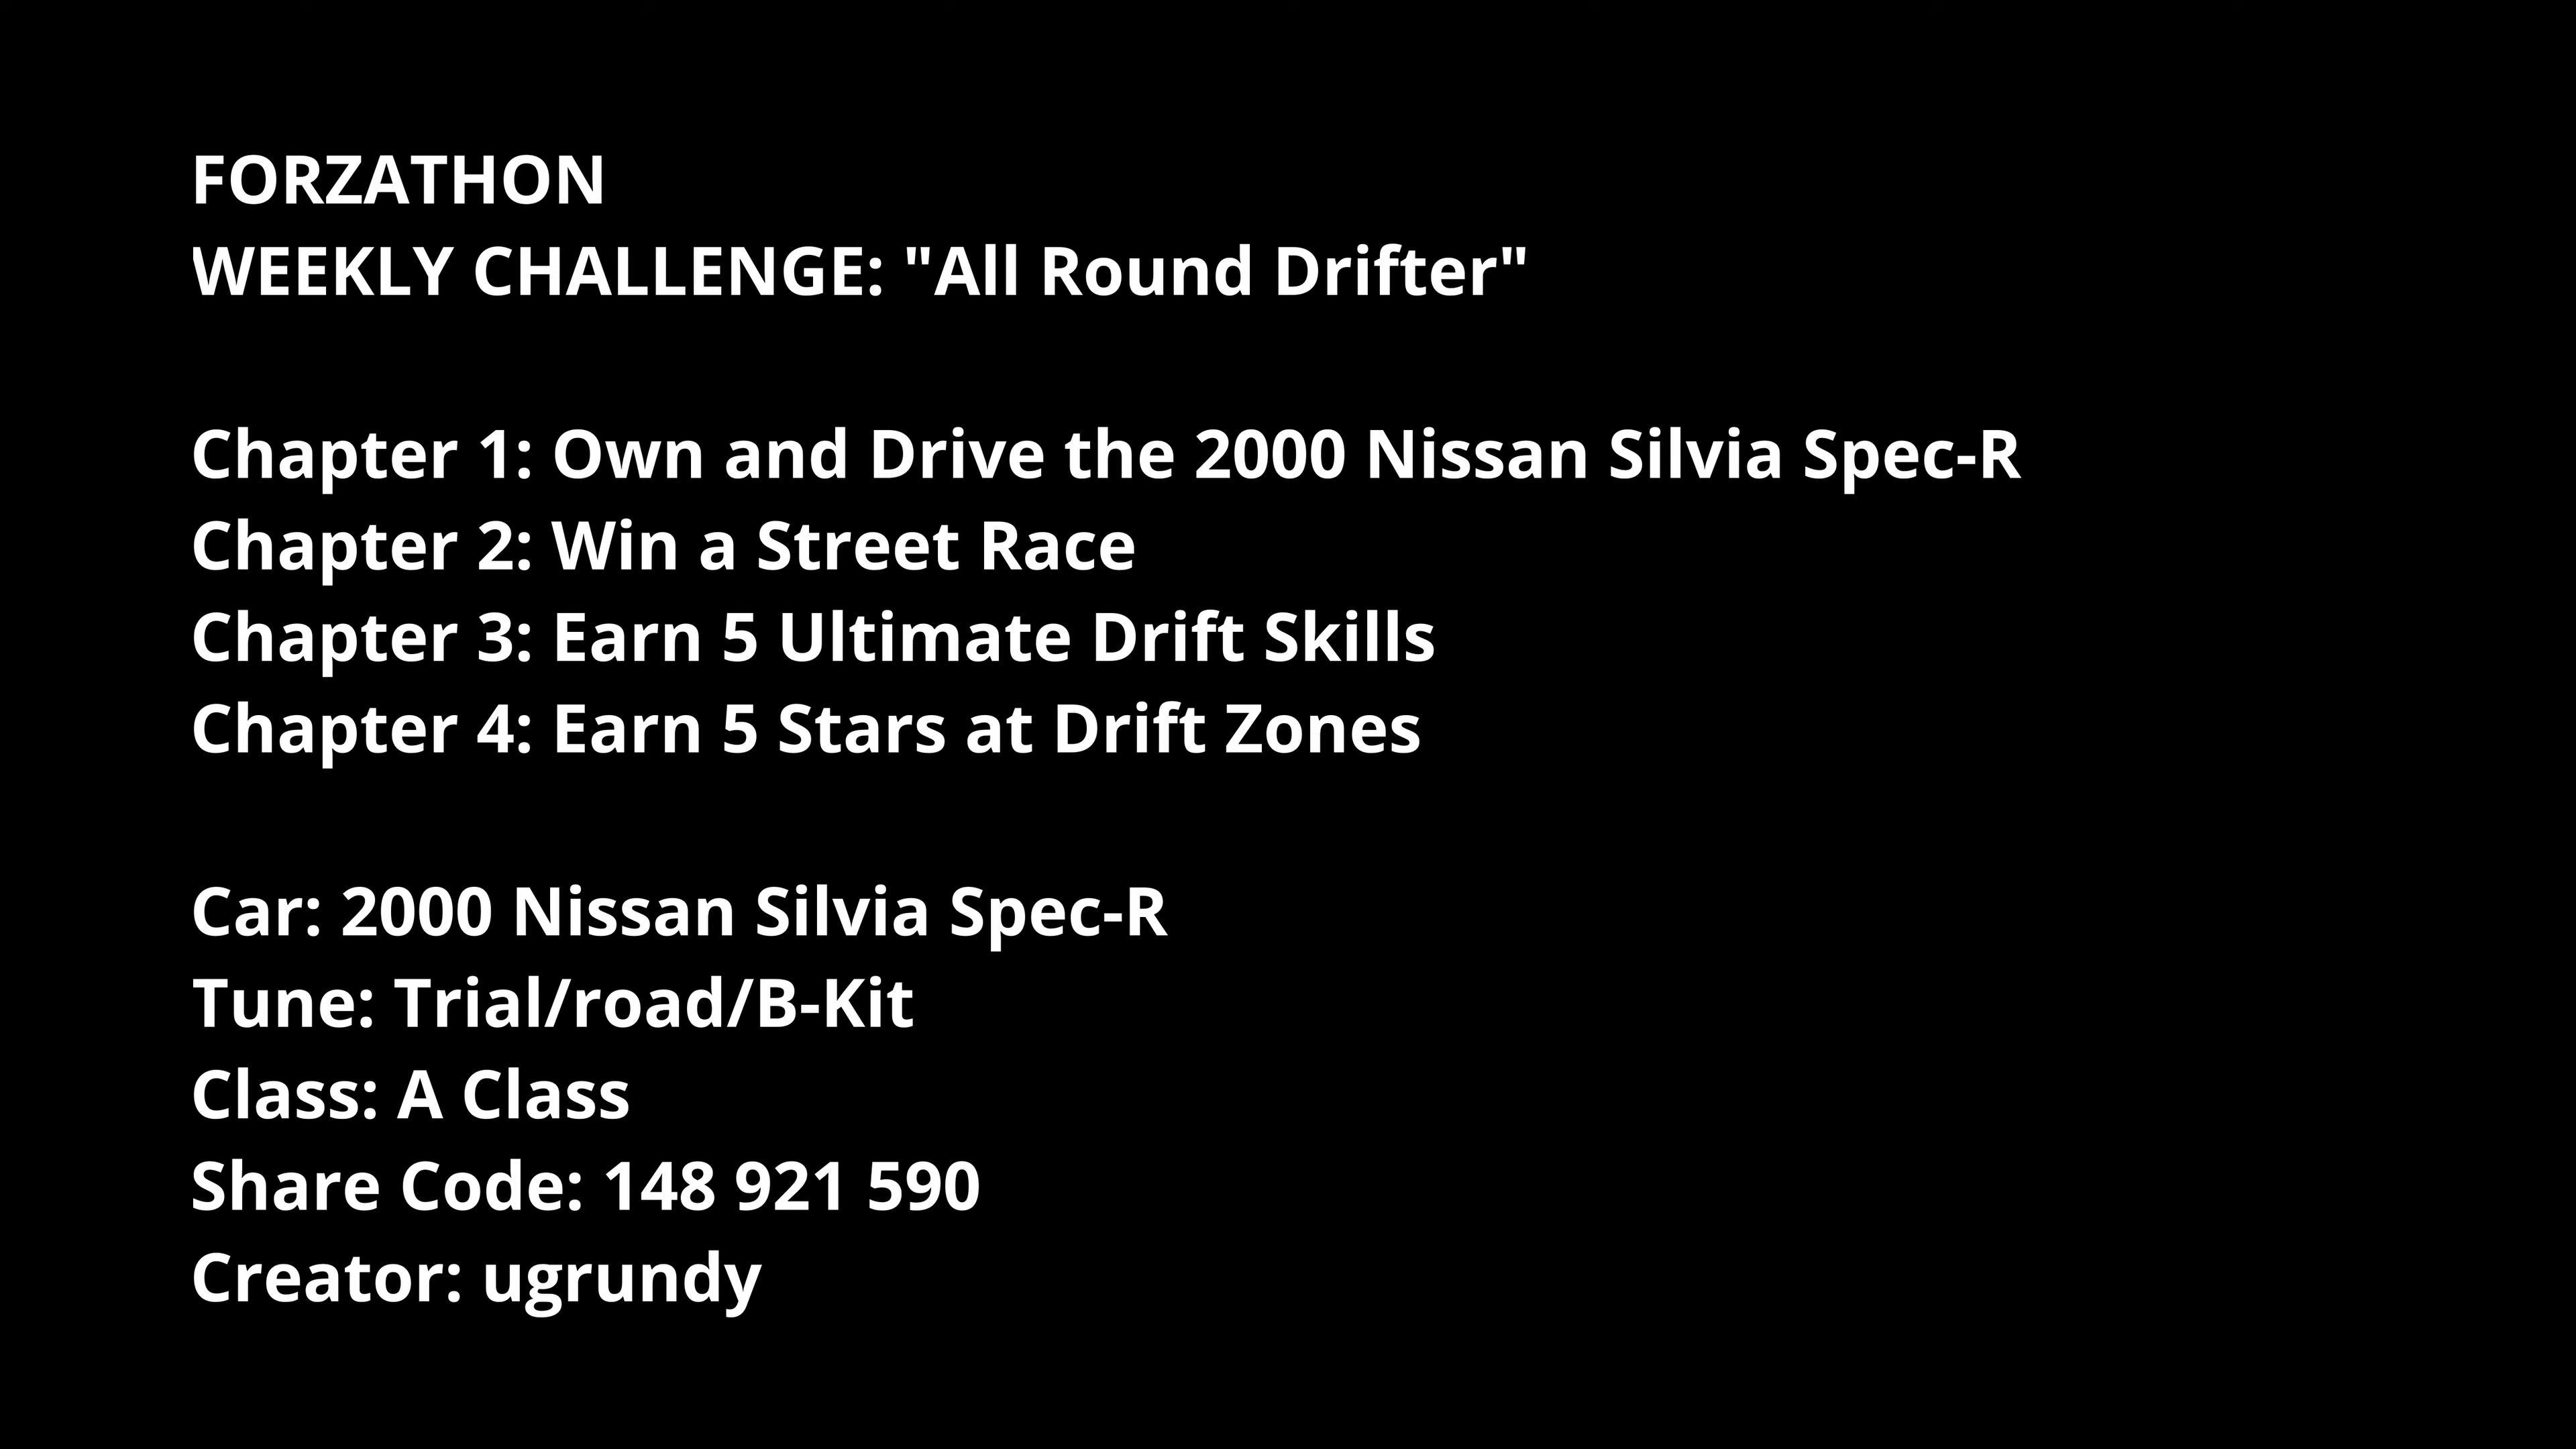 FORZATHON
WEEKLY CHALLENGE: "All Round Drifter"
Chapter 1: Own and Drive the 2000 Nissan Silvia Spec-R
Chapter 2: Win a Street Race
Chapter 3: Earn 5 Ultimate Drift Skills
Chapter 4: Earn 5 Stars at Drift Zones
Car: 2000 Nissan Silvia Spec-R
Tune: Trial/road/B-Kit
Class: A Class
Share Code: 148 921 590
Creator: ugrundy